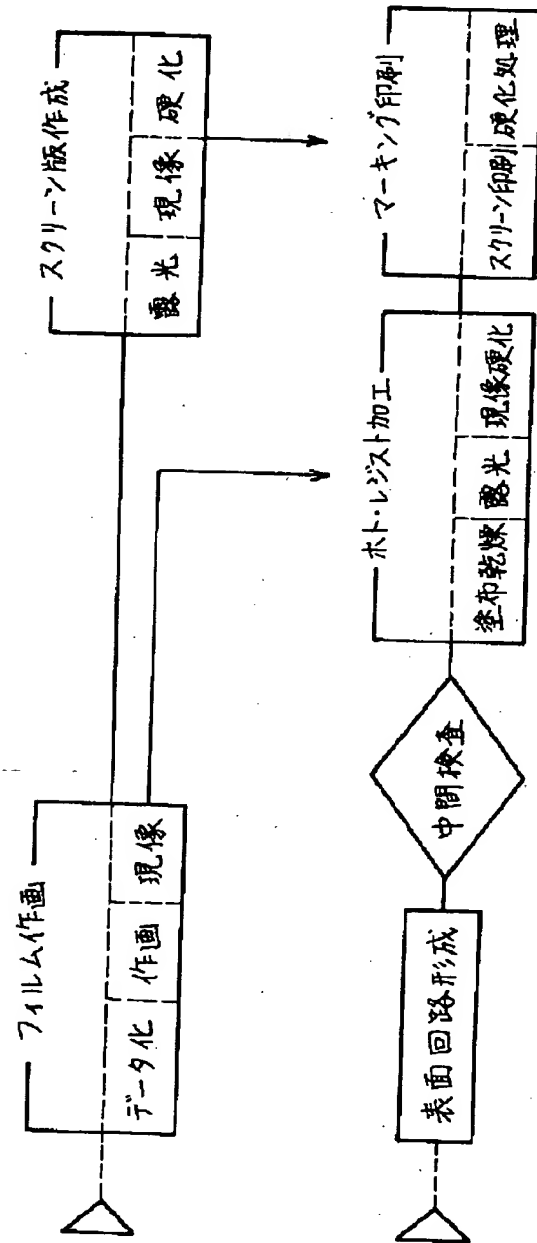 フィルム作画
データ化
作画
現像
スクリーン版作成
露光
現像
硬化
表面回路形成
中間検査
ホト・レジスト加工
塗布乾燥
露光
現像硬化
マーキング印刷
スクリーン印刷
硬化処理